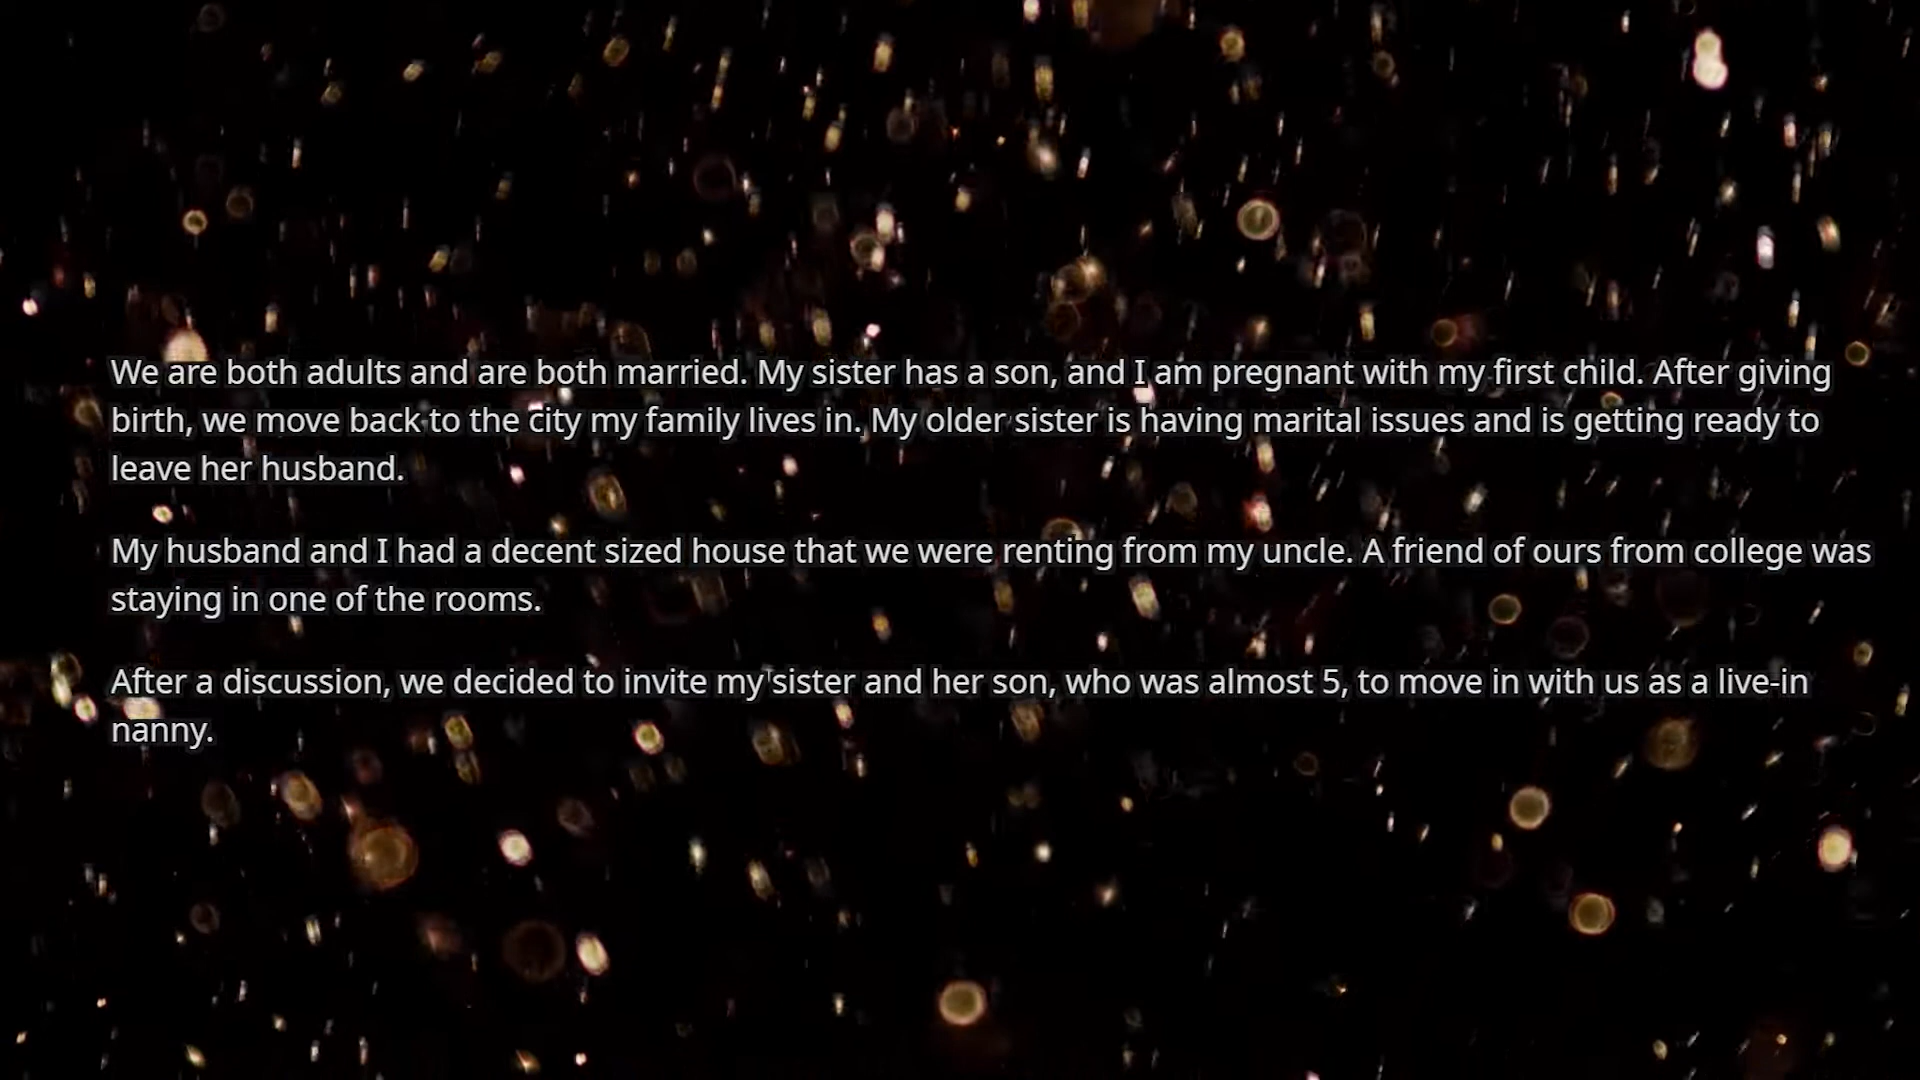 We are both adults and are both married. My sister has a son, and I am pregnant with my first child. After giving
birth, we move back to the city my family lives in. My older sister is having marital issues and is getting ready to
leave her husband.
My husband and I had a decent sized house that we were renting from my uncle. A friend of ours from college was
staying in one of the rooms.
After a discussion, we decided to invite my sister and her son, who was almost 5, to move in with us as a live-in
nanny.